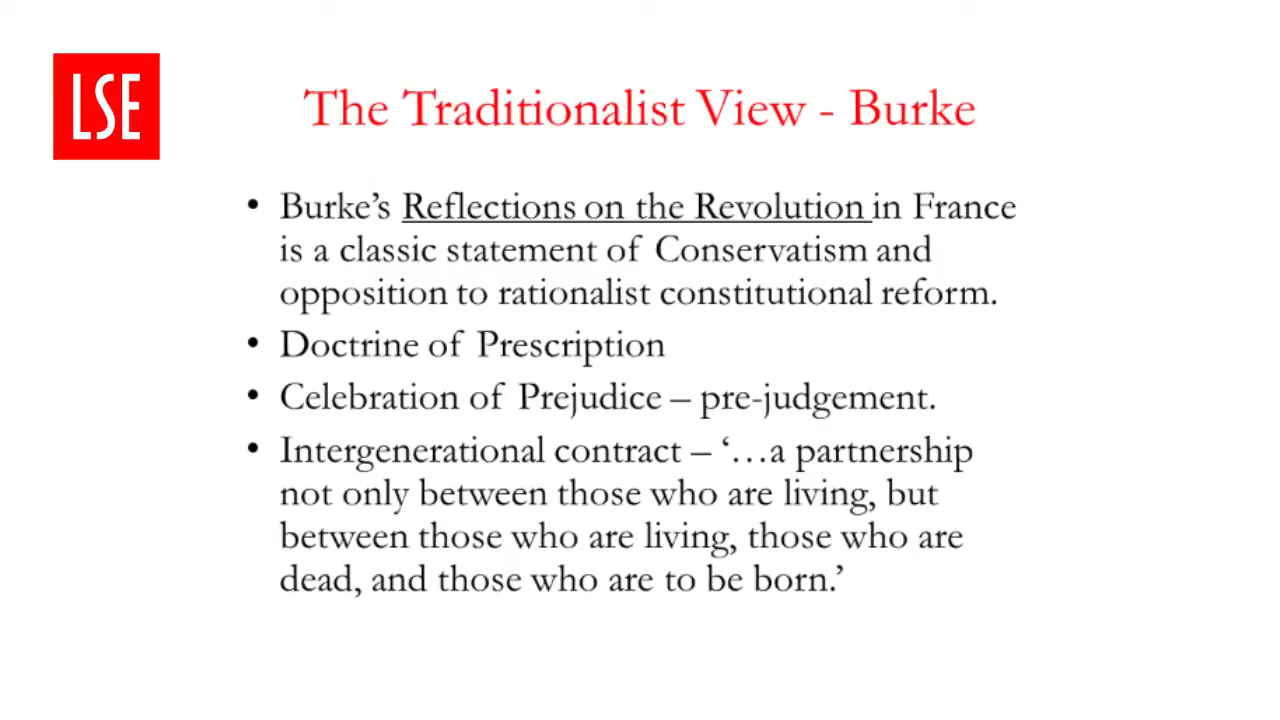 LSE
The Traditionalist View - Burke
• Burke’s Reflections on the Revolution in France
is a classic statement of Conservatism and
opposition to rationalist constitutional reform.
• Doctrine of Prescription
• Celebration of Prejudice – pre-judgement.
• Intergenerational contract – ‘…a partnership
not only between those who are living, but
between those who are living, those who are
dead, and those who are to be born.’